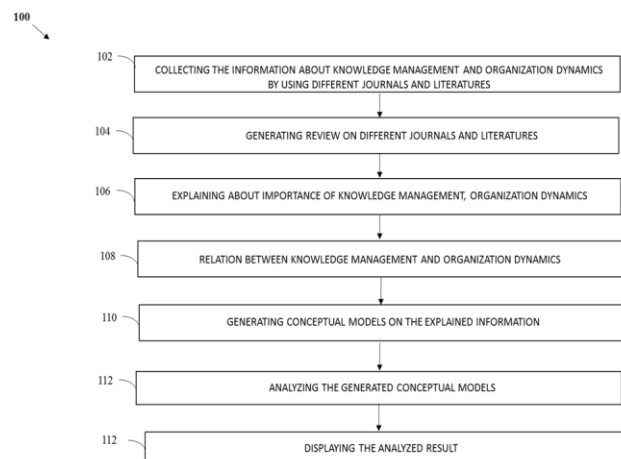 100
102
COLLECTING THE INFORMATION ABOUT KNOWLEDGE MANAGEMENT AND ORGANIZATION DYNAMICS
BY USING DIFFERENT JOURNALS AND LITERATURES
104
GENERATING REVIEW ON DIFFERENT JOURNALS AND LITERATURES
106
EXPLAINING ABOUT IMPORTANCE OF KNOWLEDGE MANAGEMENT, ORGANIZATION DYNAMICS
108
RELATION BETWEEN KNOWLEDGE MANAGEMENT AND ORGANIZATION DYNAMICS
110
GENERATING CONCEPTUAL MODELS ON THE EXPLAINED INFORMATION
112
ANALYZING THE GENERATED CONCEPTUAL MODELS
112
DISPLAYING THE ANALYZED RESULT